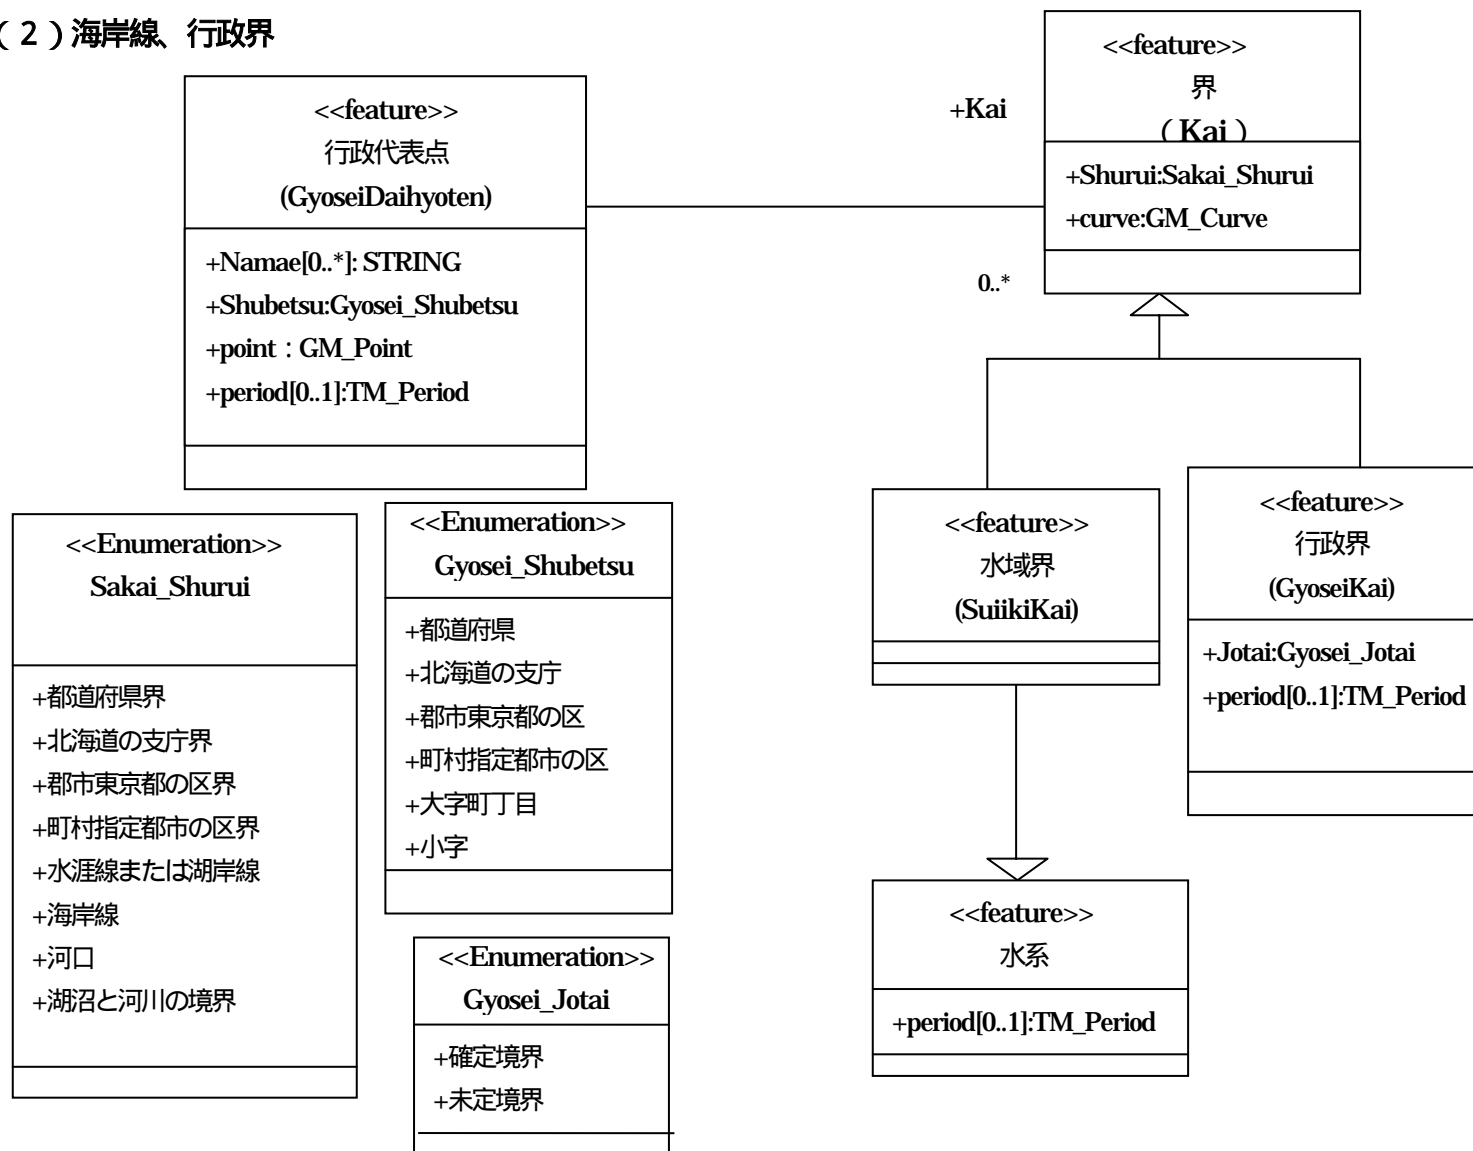 (２)海岸線、行政界
<<feature>>
行政代表点
(GyoseiDaihyoten)
+Namae[0..*]: STRING
+Shubetsu:Gyosei_Shubetsu
+point：GM_Point
+period[0..1]:TM_Period
+Kai
0..*
<<feature>>
界
(Kai)
+Shurui:Sakai_Shurui
+curve:GM_Curve
<<Enumeration>>
Sakai_Shurui
+都道府県界
+北海道の支庁界
+郡市東京都の区界
+町村指定都市の区界
+水涯線または湖岸線
+海岸線
+河口
+湖沼と河川の境界
<<Enumeration>>
Gyosei_Shubetsu
+都道府県
+北海道の支庁
+郡市東京都の区
+町村指定都市の区
+大字町丁目
+小字
<<Enumeration>>
Gyosei_Jotai
+確定境界
+未定境界
<<feature>>
水域界
(SuiikiKai)
<<feature>>
行政界
(GyoseiKai)
+Jotai:Gyosei_Jotai
+period[0..1]:TM_Period
<<feature>>
水系
+period[0..1]:TM_Period